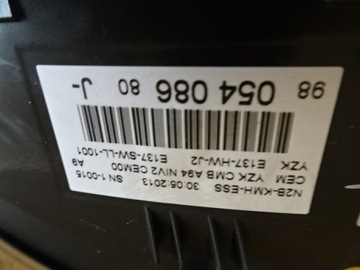 98 054 086 80 J-
YZK E137-HW-J2 E137-SW-LL-1001
CEM YZK CMB A94 NIV2 CEM00 A9
N2B-KMH-ESS 30.05.2013 SN 1-0015